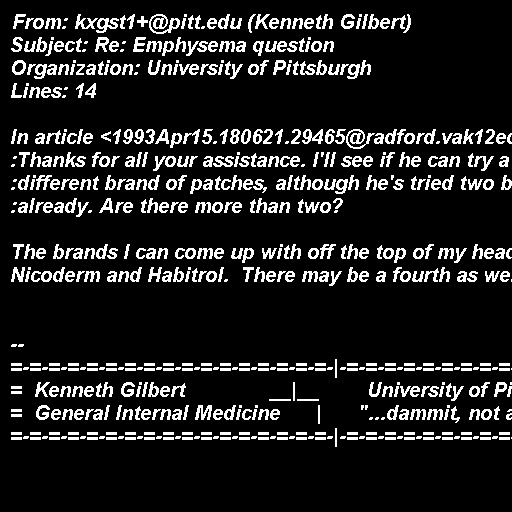 From: kxgst1+@pitt.edu (Kenneth Gilbert)
Subject: Re: Emphysema question
Organization: University of Pittsburgh
Lines: 14

In article <1993Apr15.180621.29465@radford.vak12ed
:Thanks for all your assistance. I'll see if he can try a
:different brand of patches, although he's tried two b
:already. Are there more than two?

The brands I can come up with off the top of my head
Nicoderm and Habitrol.  There may be a fourth as we

--
=-=-=-=-=-=-=-=-=-=-=-=-=-=-=-=-=-|-=-=-=-=-=-=-=-=-=
=  Kenneth Gilbert              __|__        University of Pi
=  General Internal Medicine      |      "...dammit, not a
=-=-=-=-=-=-=-=-=-=-=-=-=-=-=-=-=-|-=-=-=-=-=-=-=-=-=